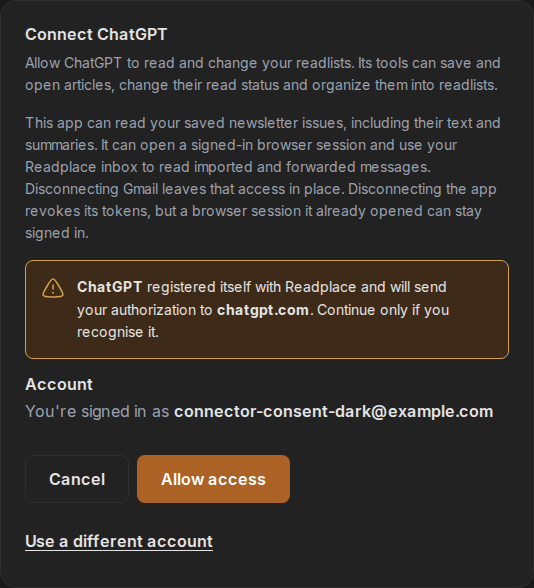 Connect ChatGPT
Allow ChatGPT to read and change your readlists. Its tools can save and
open articles, change their read status and organize them into readlists.
This app can read your saved newsletter issues, including their text and
summaries. It can open a signed-in browser session and use your
Readplace inbox to read imported and forwarded messages.
Disconnecting Gmail leaves that access in place. Disconnecting the app
revokes its tokens, but a browser session it already opened can stay
signed in.
ChatGPT registered itself with Readplace and will send
your authorization to chatgpt.com. Continue only if you
recognise it.
Account
You're signed in as connector-consent-dark@example.com
Cancel
Allow access
Use a different account